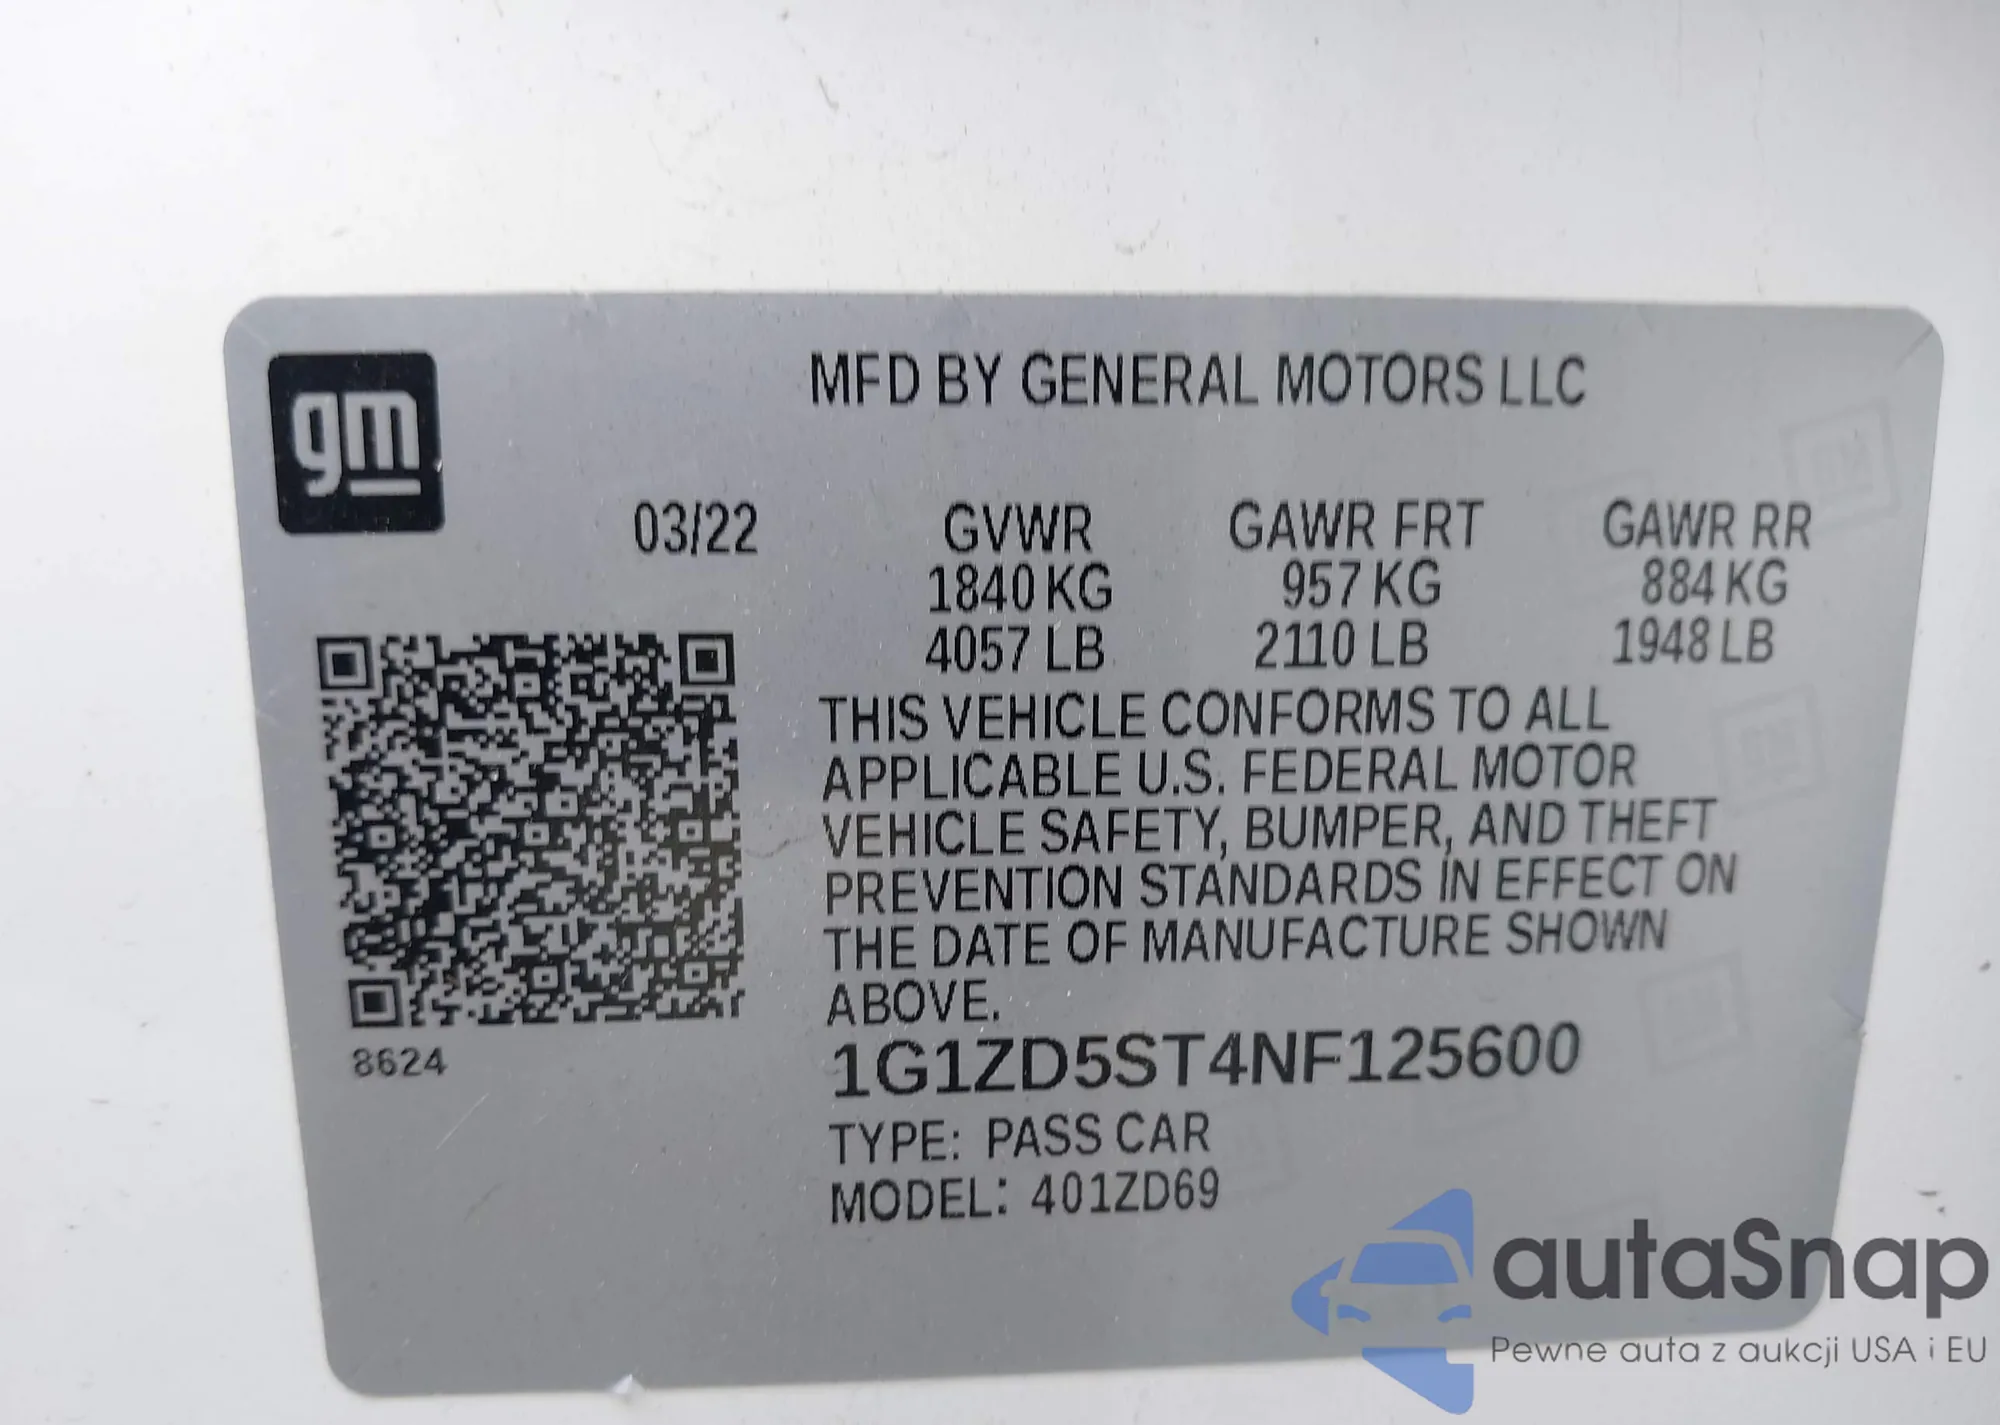 gm
MFD BY GENERAL MOTORS LLC
03/22 GVWR GAWR FRT GAWR RR
1840 KG 957 KG 884 KG
4057 LB 2110 LB 1948 LB
THIS VEHICLE CONFORMS TO ALL
APPLICABLE U.S. FEDERAL MOTOR
VEHICLE SAFETY, BUMPER, AND THEFT
PREVENTION STANDARDS IN EFFECT ON
THE DATE OF MANUFACTURE SHOWN
ABOVE.
8624
1G1ZD5ST4NF125600
TYPE: PASS CAR
MODEL: 401ZD69
autaSnap
Pewne auta z aukcji USA i EU